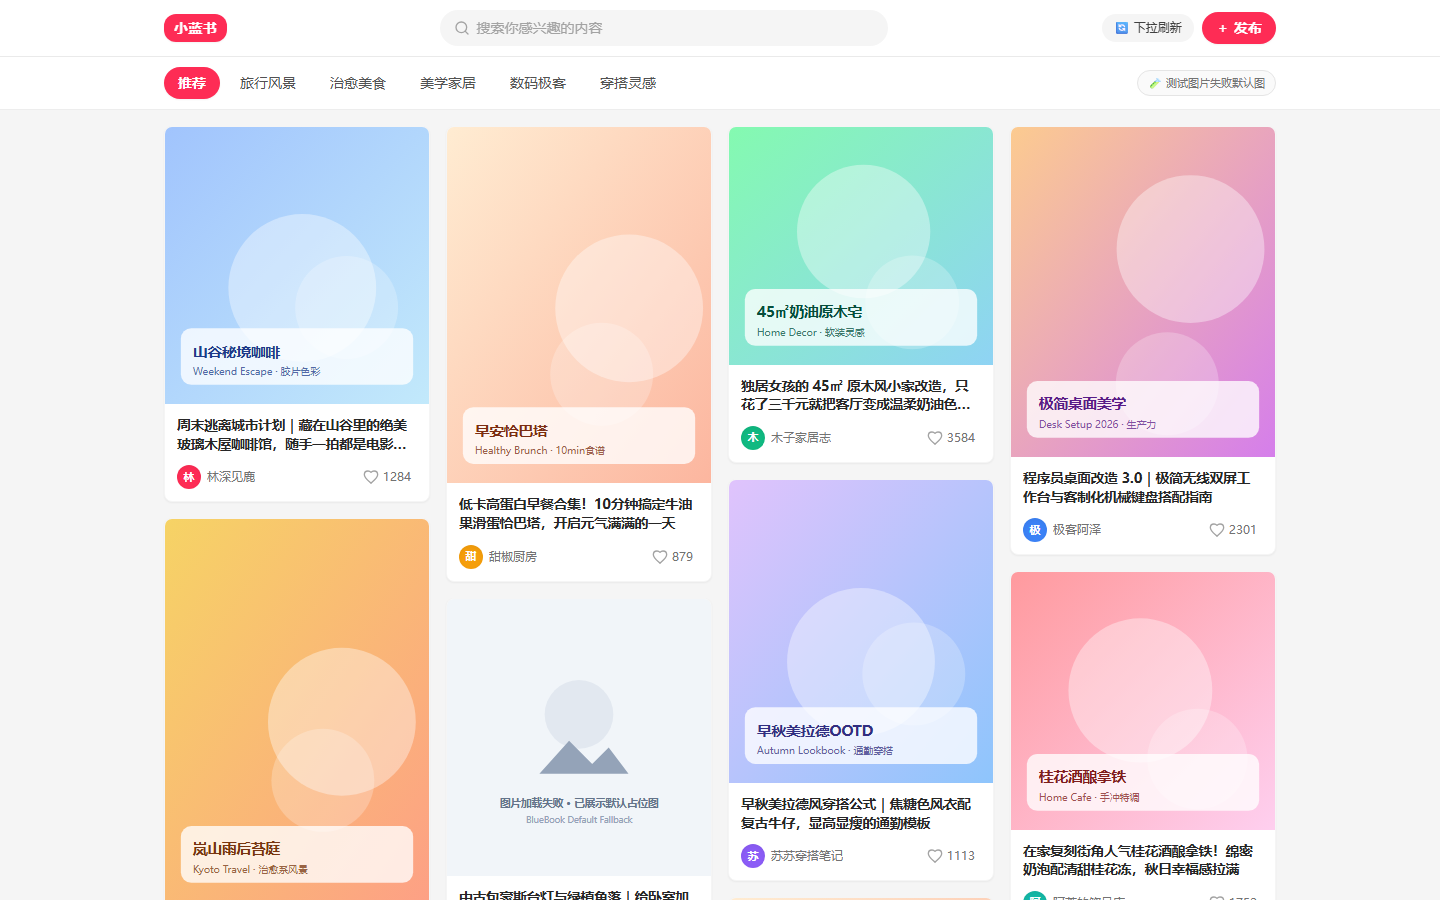 小蓝书
搜索你感兴趣的内容
下拉刷新
+ 发布
推荐
旅行风景
治愈美食
美学家居
数码极客
穿搭灵感
测试图片失败默认图
山谷秘境咖啡
Weekend Escape · 胶片色彩
周末逃离城市计划 | 藏在山谷里的绝美
玻璃木屋咖啡馆，随手一拍都是电影...
林
林深见鹿
1284
岚山雨后苔庭
Kyoto Travel · 治愈系风景
早安恰巴塔
Healthy Brunch · 10min食谱
低卡高蛋白早餐合集！10分钟搞定牛油
果滑蛋恰巴塔，开启元气满满的一天
甜
甜椒厨房
879
图片加载失败 • 已展示默认占位图
BlueBook Default Fallback
中古包豪斯台灯与绿植角落 | 给卧室加
45㎡奶油原木宅
Home Decor · 软装灵感
独居女孩的 45㎡ 原木风小家改造，只
花了三千元就把客厅变成温柔奶油色...
木
木子家居志
3584
早秋美拉德OOTD
Autumn Lookbook · 通勤穿搭
早秋美拉德风穿搭公式 | 焦糖色风衣配
复古牛仔，显高显瘦的通勤模板
苏
苏苏穿搭笔记
1113
极简桌面美学
Desk Setup 2026 · 生产力
程序员桌面改造 3.0 | 极简无线双屏工
作台与客制化机械键盘搭配指南
极
极客阿泽
2301
桂花酒酿拿铁
Home Cafe · 手冲特调
在家复刻街角人气桂花酒酿拿铁！绵密
奶泡配清甜桂花冻，秋日幸福感拉满